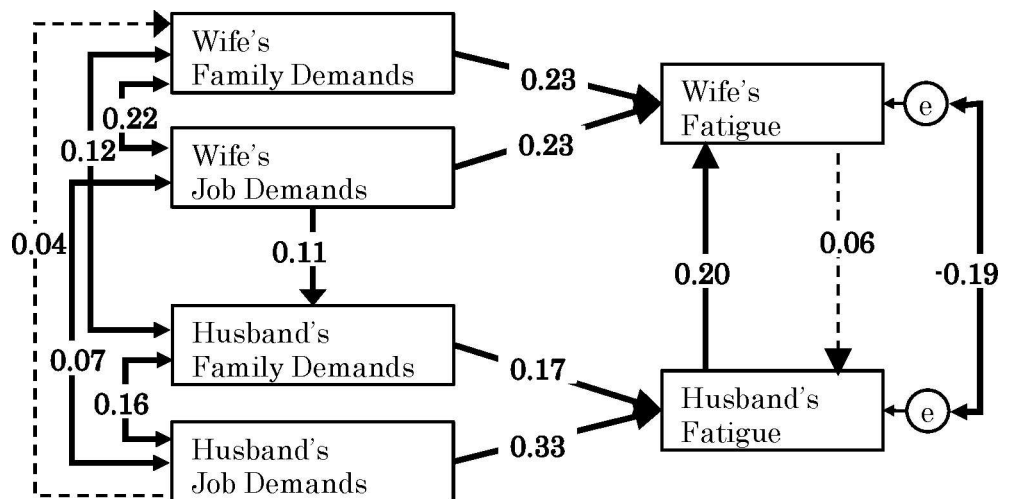 Wife's
Family Demands
0.23
0.22
0.12
Wife's
Job Demands
0.23
Wife's
Fatigue
e
0.04
0.11
0.20
0.06
-0.19
Husband's
Family Demands
0.07
0.16
0.17
Husband's
Job Demands
0.33
Husband's
Fatigue
e